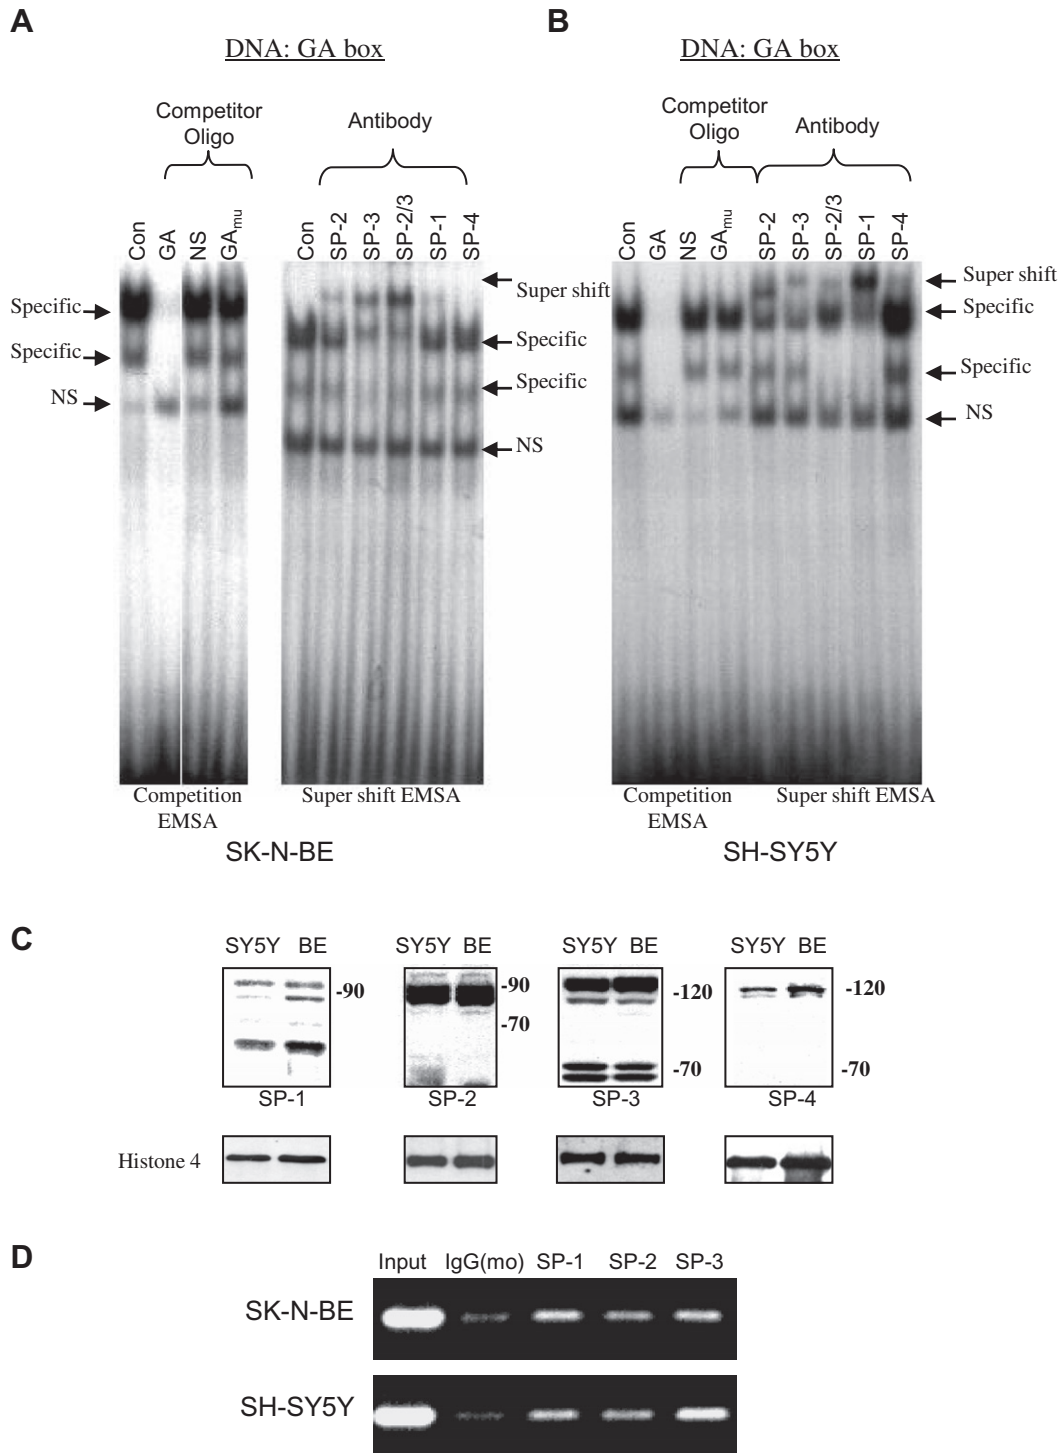 A
B
DNA: GA box
DNA: GA box
Competitor
Oligo
Antibody
Competitor
Oligo
Antibody
Con
GA
NS
GAmu
Con
SP-2
SP-3
SP-2/3
SP-1
SP-4
Con
GA
NS
GAmu
SP-2
SP-3
SP-2/3
SP-1
SP-4
Specific
Specific
NS
Super shift
Specific
Specific
NS
Super shift
Specific
Specific
NS
Competition
EMSA
Super shift EMSA
Competition
EMSA
Super shift EMSA
SK-N-BE
SH-SY5Y
C
SY5Y BE
SY5Y BE
SY5Y BE
SY5Y BE
-90
-90
-70
-120
-70
-120
-70
SP-1
SP-2
SP-3
SP-4
Histone 4
D
Input IgG(mo) SP-1 SP-2 SP-3
SK-N-BE
SH-SY5Y